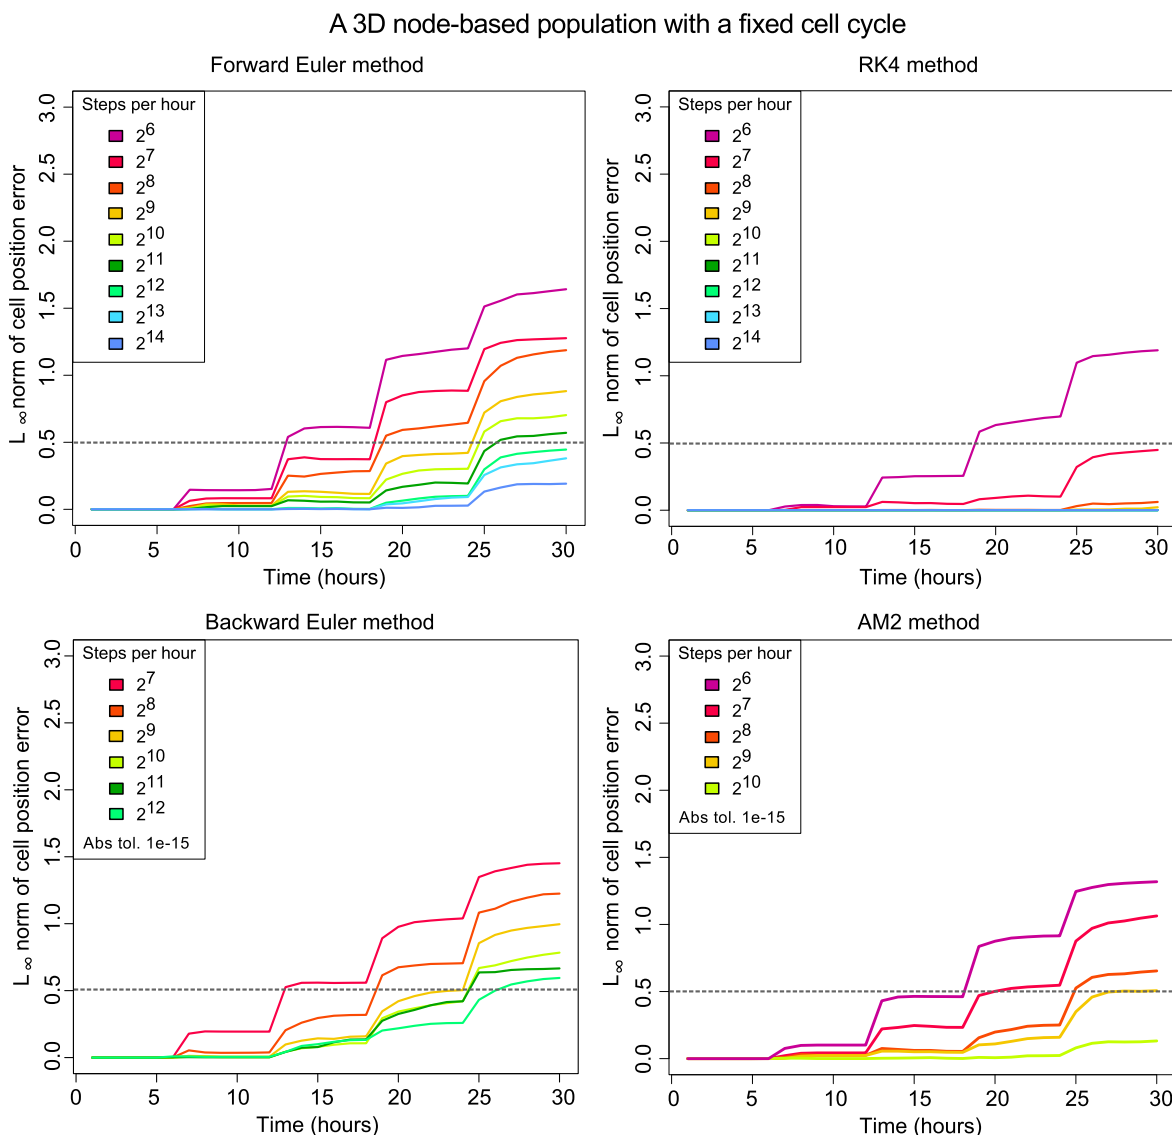 A 3D node-based population with a fixed cell cycle
Forward Euler method
L∞ norm of cell position error
3.0
2.5
2.0
1.5
1.0
0.5
0.0
Steps per hour
2^6
2^7
2^8
2^9
2^10
2^11
2^12
2^13
2^14
0 5 10 15 20 25 30
Time (hours)
RK4 method
L∞ norm of cell position error
3.0
2.5
2.0
1.5
1.0
0.5
0.0
Steps per hour
2^6
2^7
2^8
2^9
2^10
2^11
2^12
2^13
2^14
0 5 10 15 20 25 30
Time (hours)
Backward Euler method
L∞ norm of cell position error
3.0
2.5
2.0
1.5
1.0
0.5
0.0
Steps per hour
2^7
2^8
2^9
2^10
2^11
2^12
Abs tol. 1e-15
0 5 10 15 20 25 30
Time (hours)
AM2 method
L∞ norm of cell position error
3.0
2.5
2.0
1.5
1.0
0.5
0.0
Steps per hour
2^6
2^7
2^8
2^9
2^10
Abs tol. 1e-15
0 5 10 15 20 25 30
Time (hours)